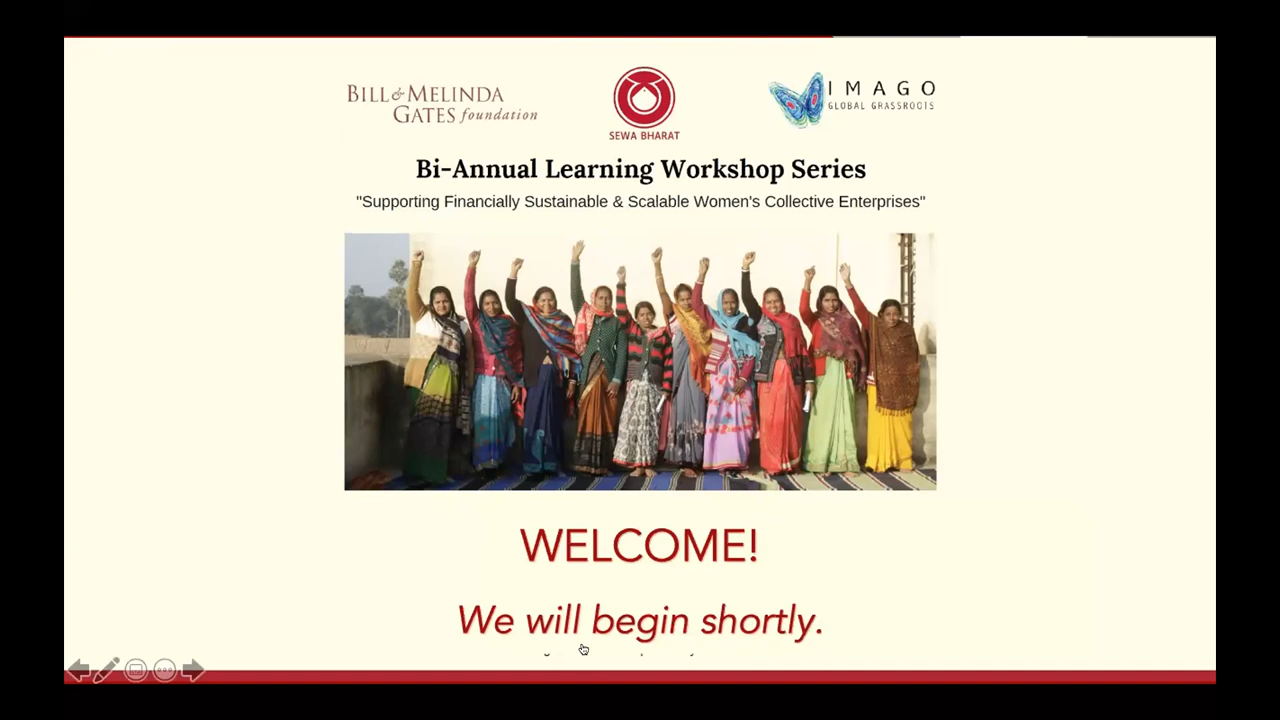 BILL & MELINDA
GATES foundation
SEWA BHARAT
IMAGO
GLOBAL GRASSROOTS
Bi-Annual Learning Workshop Series
"Supporting Financially Sustainable & Scalable Women's Collective Enterprises"
WELCOME!
We will begin shortly.